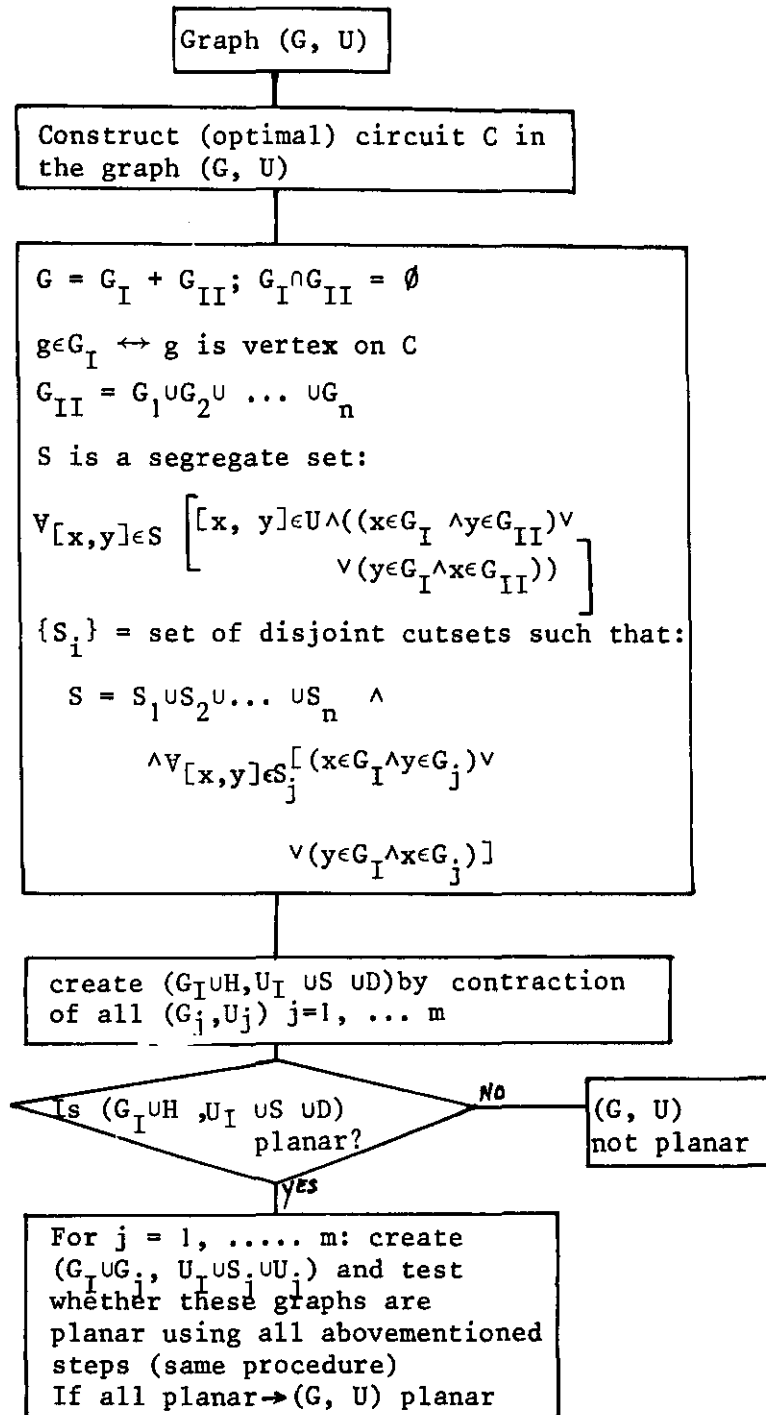 Graph (G, U)
Construct (optimal) circuit C in
the graph (G, U)
G = G_I + G_II; G_I∩G_II = Ø
g∈G_I ↔ g is vertex on C
G_II = G_1∪G_2∪ ... ∪G_n
S is a segregate set:
∀[x,y]∈S [[x, y]∈U∧((x∈G_I ∧y∈G_II)∨
∨(y∈G_I∧x∈G_II))]
{S_i} = set of disjoint cutsets such that:
S = S_1∪S_2∪... ∪S_n ∧
∧∀[x,y]∈S_j[(x∈G_I∧y∈G_j)∨
∨(y∈G_I∧x∈G_j)]
create (G_I∪H,U_I ∪S ∪D)by contraction
of all (G_j,U_j) j=1, ... m
Is (G_I∪H ,U_I ∪S ∪D)
planar?
NO
(G, U)
not planar
yes
For j = 1, ..... m: create
(G_I∪G_j, U_I∪S_j∪U_j) and test
whether these graphs are
planar using all abovementioned
steps (same procedure)
If all planar→(G, U) planar